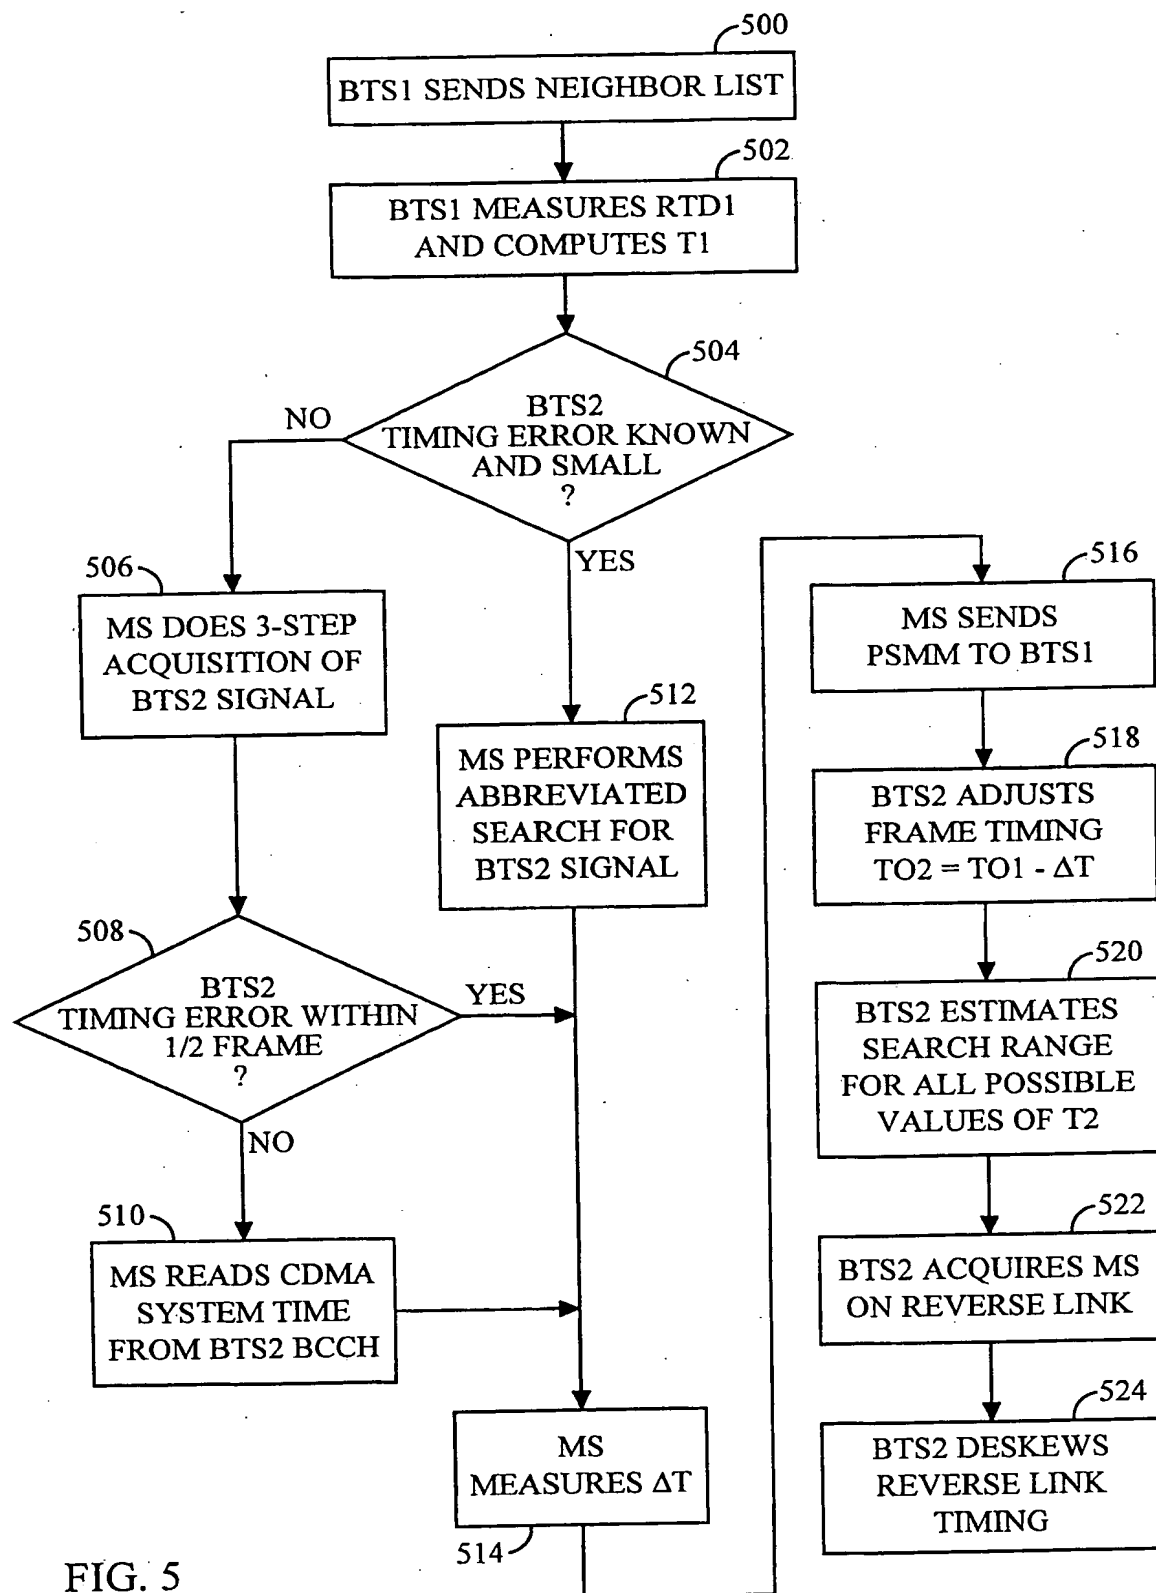 500
BTS1 SENDS NEIGHBOR LIST
502
BTS1 MEASURES RTD1
AND COMPUTES T1
504
BTS2
TIMING ERROR KNOWN
AND SMALL
?
NO
YES
506
MS DOES 3-STEP
ACQUISITION OF
BTS2 SIGNAL
512
MS PERFORMS
ABBREVIATED
SEARCH FOR
BTS2 SIGNAL
508
BTS2
TIMING ERROR WITHIN
1/2 FRAME
?
YES
NO
510
MS READS CDMA
SYSTEM TIME
FROM BTS2 BCCH
MS
MEASURES ΔT
514
516
MS SENDS
PSMM TO BTS1
518
BTS2 ADJUSTS
FRAME TIMING
TO2 = TO1 - ΔT
520
BTS2 ESTIMATES
SEARCH RANGE
FOR ALL POSSIBLE
VALUES OF T2
522
BTS2 ACQUIRES MS
ON REVERSE LINK
524
BTS2 DESKEWS
REVERSE LINK
TIMING
FIG. 5